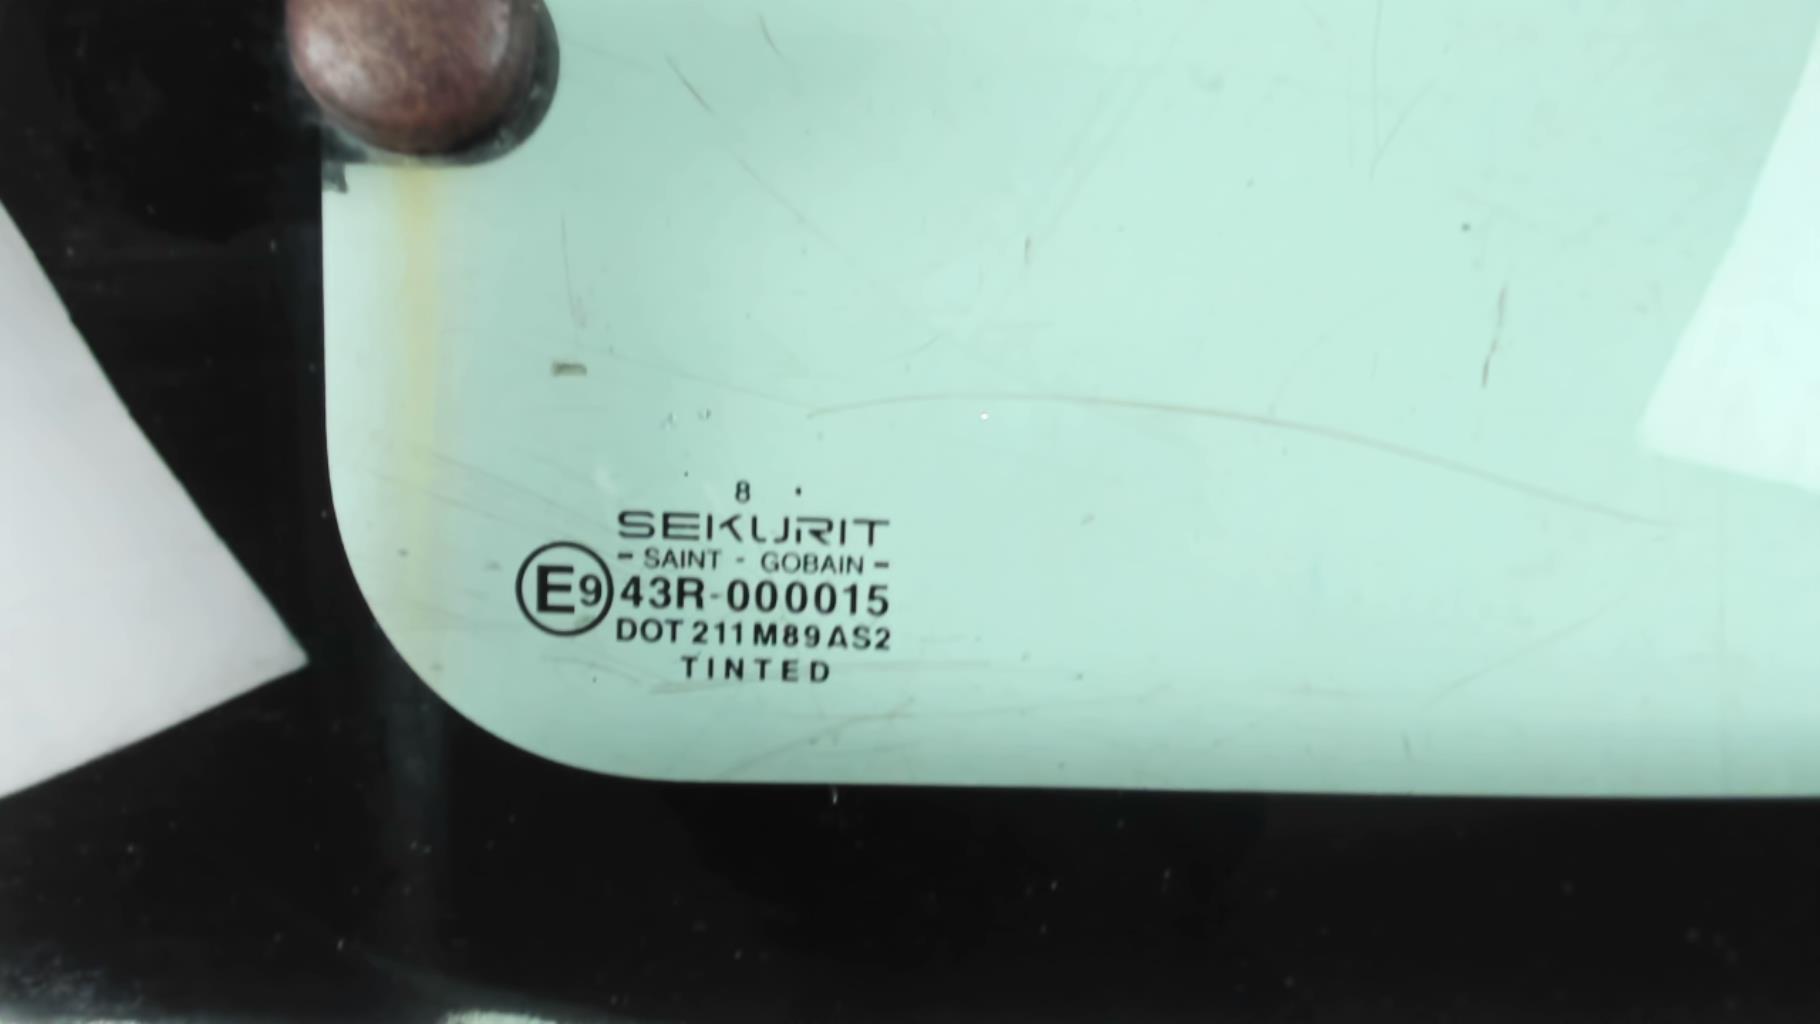 8 .
SEKURIT
- SAINT - GOBAIN -
E9 43R-000015
DOT 211 M89 AS2
TINTED